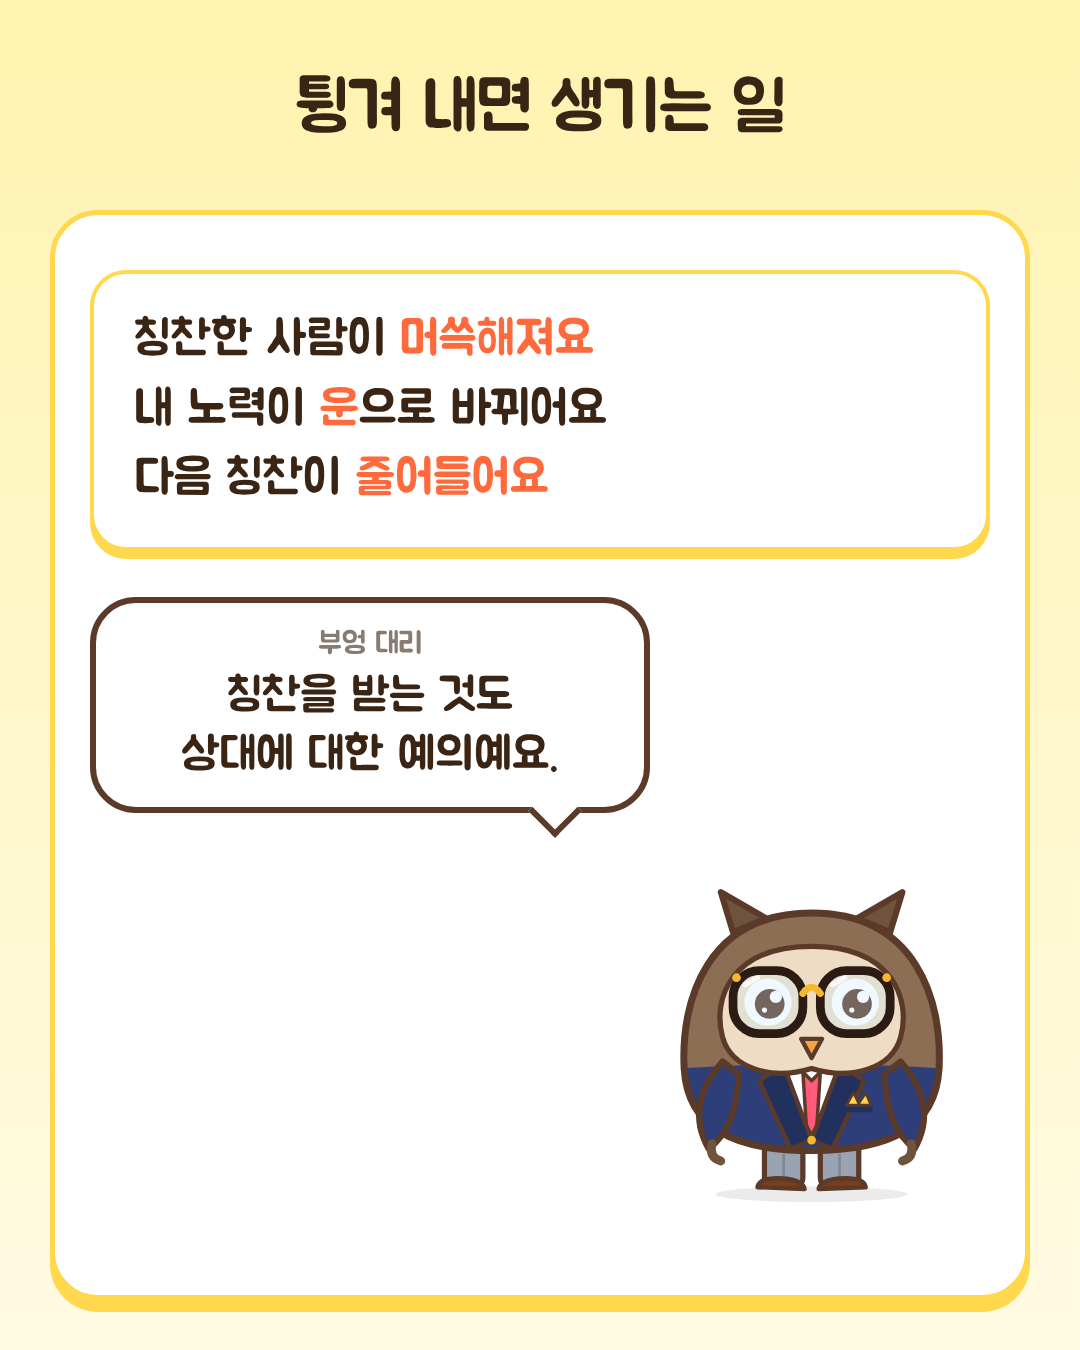 튕겨 내면 생기는 일
칭찬한 사람이 머쓱해져요
내 노력이 운으로 바뀌어요
다음 칭찬이 줄어들어요
부엉 대리
칭찬을 받는 것도
상대에 대한 예의예요.